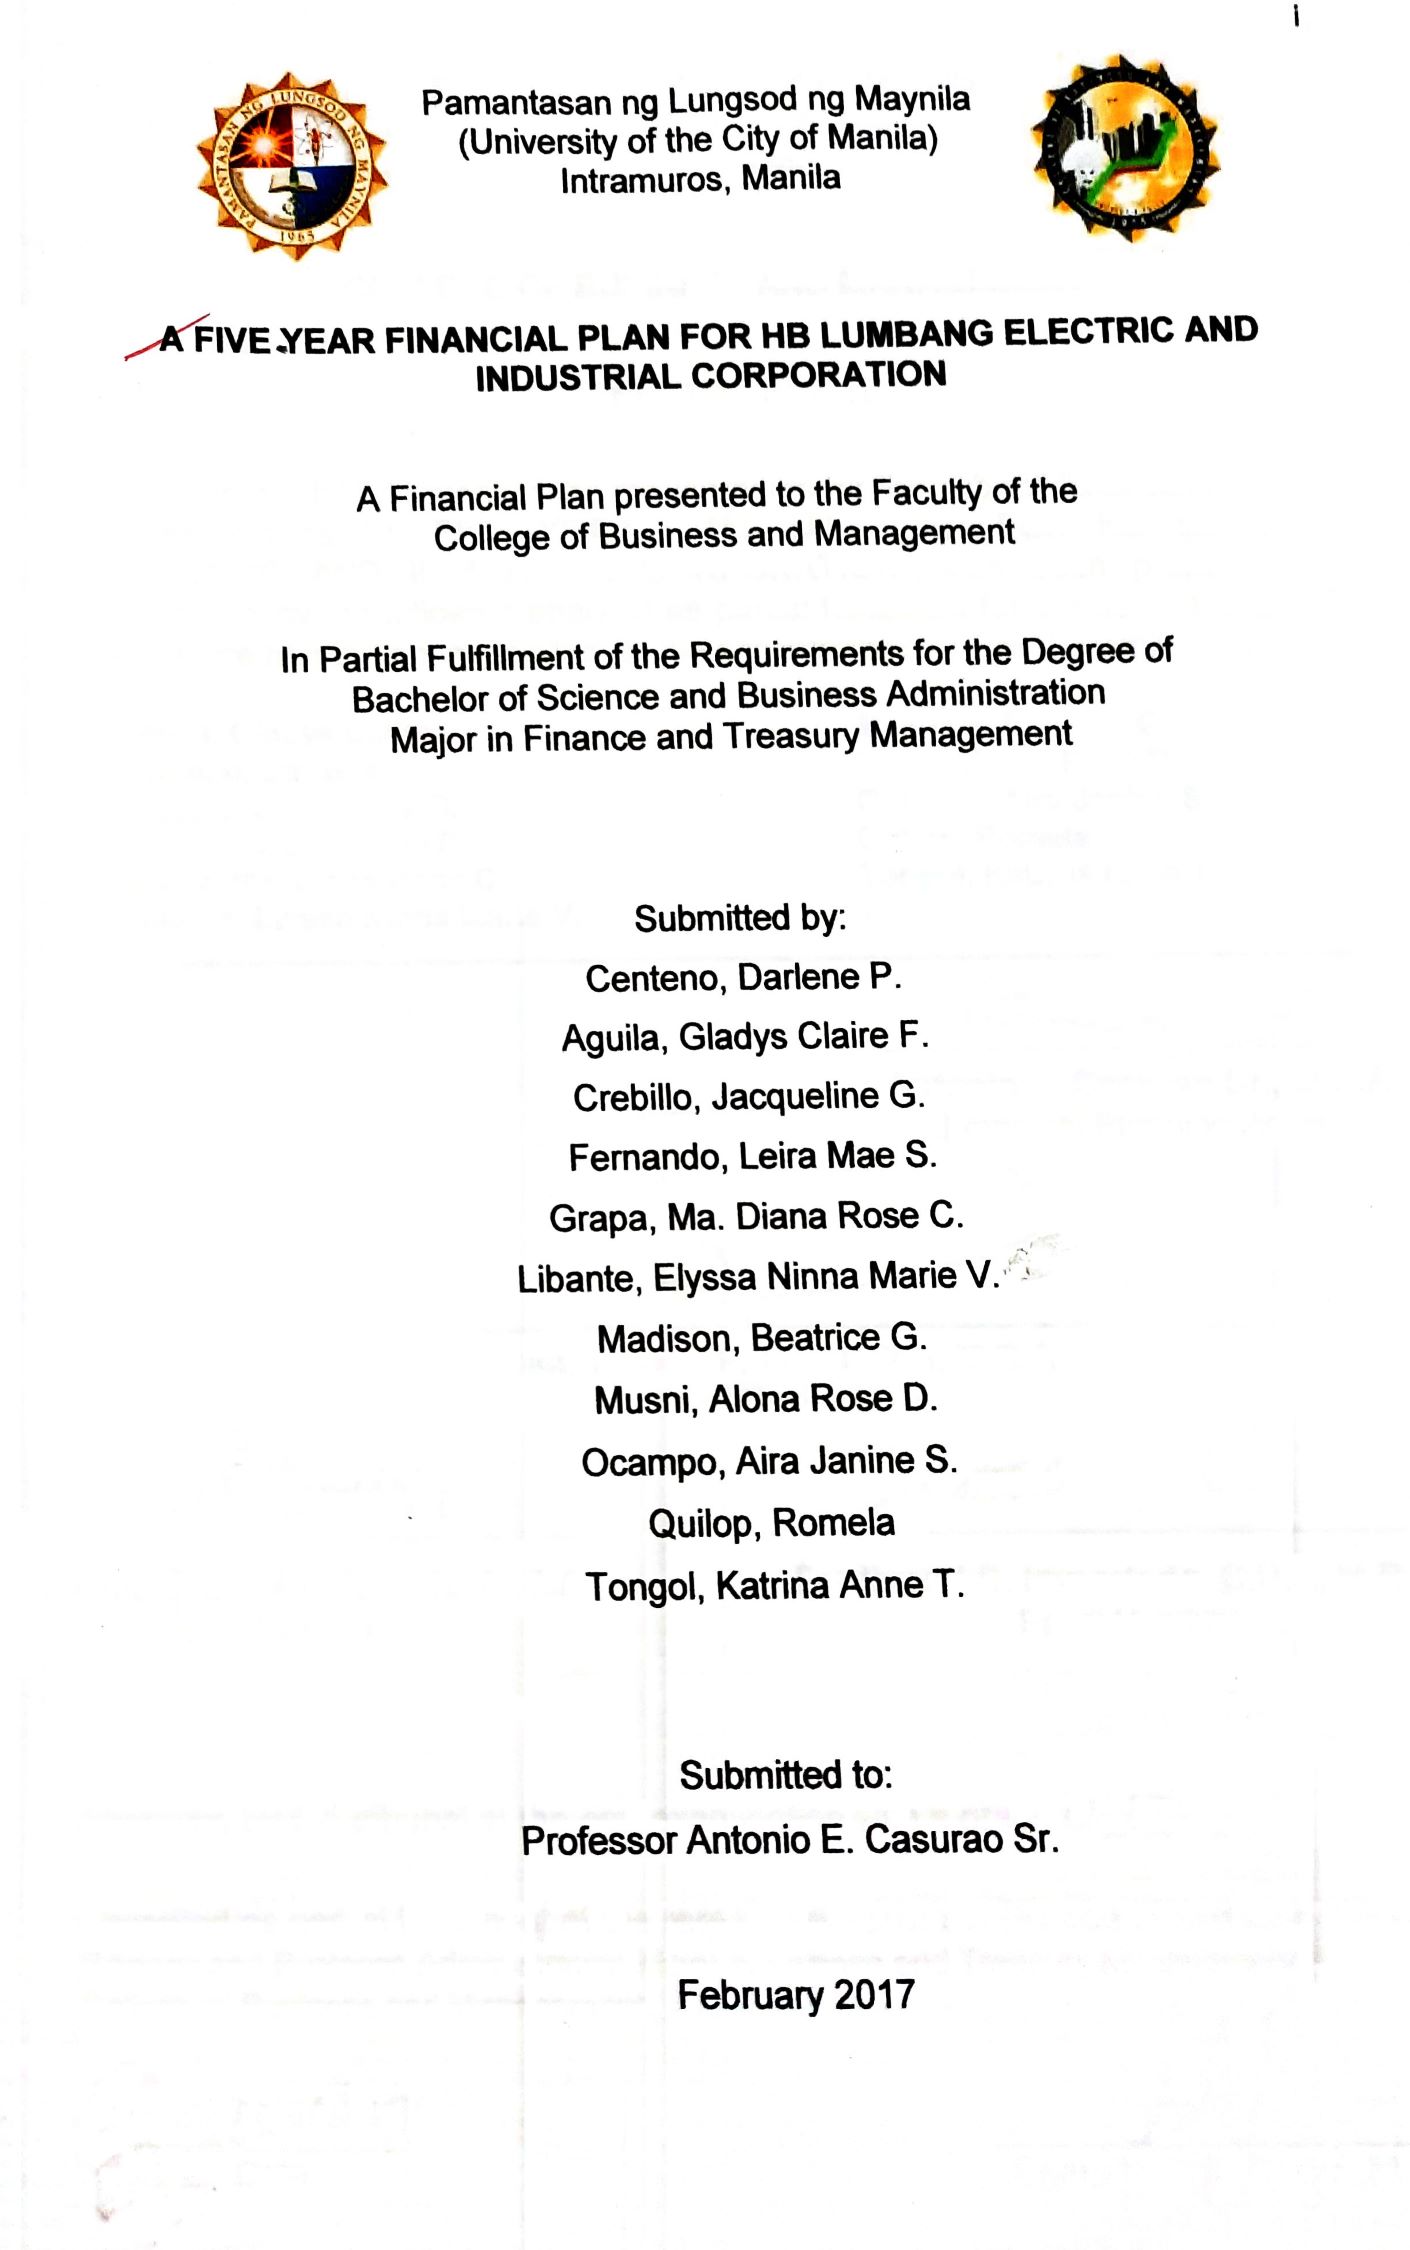 i
PAMANTASAN NG LUNGSOD NG MAYNILA
1965
Pamantasan ng Lungsod ng Maynila
(University of the City of Manila)
Intramuros, Manila
1975
A FIVE-YEAR FINANCIAL PLAN FOR HB LUMBANG ELECTRIC AND
INDUSTRIAL CORPORATION
A Financial Plan presented to the Faculty of the
College of Business and Management
In Partial Fulfillment of the Requirements for the Degree of
Bachelor of Science and Business Administration
Major in Finance and Treasury Management
Submitted by:
Centeno, Darlene P.
Aguila, Gladys Claire F.
Crebillo, Jacqueline G.
Fernando, Leira Mae S.
Grapa, Ma. Diana Rose C.
Libante, Elyssa Ninna Marie V.
Madison, Beatrice G.
Musni, Alona Rose D.
Ocampo, Aira Janine S.
Quilop, Romela
Tongol, Katrina Anne T.
Submitted to:
Professor Antonio E. Casurao Sr.
February 2017